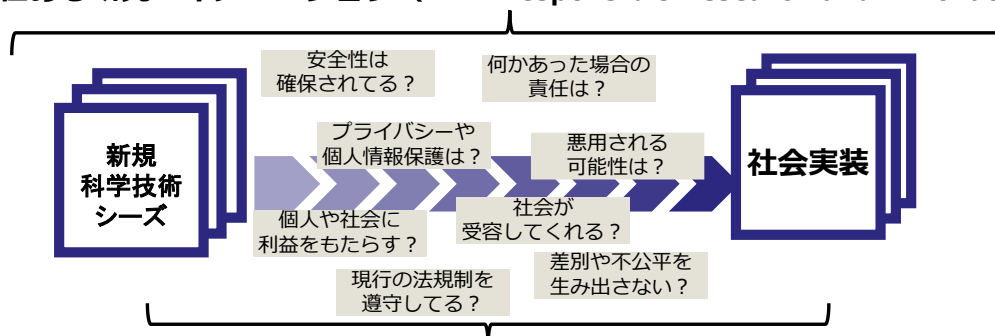 安全性は
確保されてる？
何かあった場合の
責任は？
プライバシーや
個人情報保護は？
悪用される
可能性は？
新規
科学技術
シーズ
社会実装
個人や社会に
利益をもたらす？
社会が
受容してくれる？
現行の法規制を
遵守してる？
差別や不公平を
生み出さない？